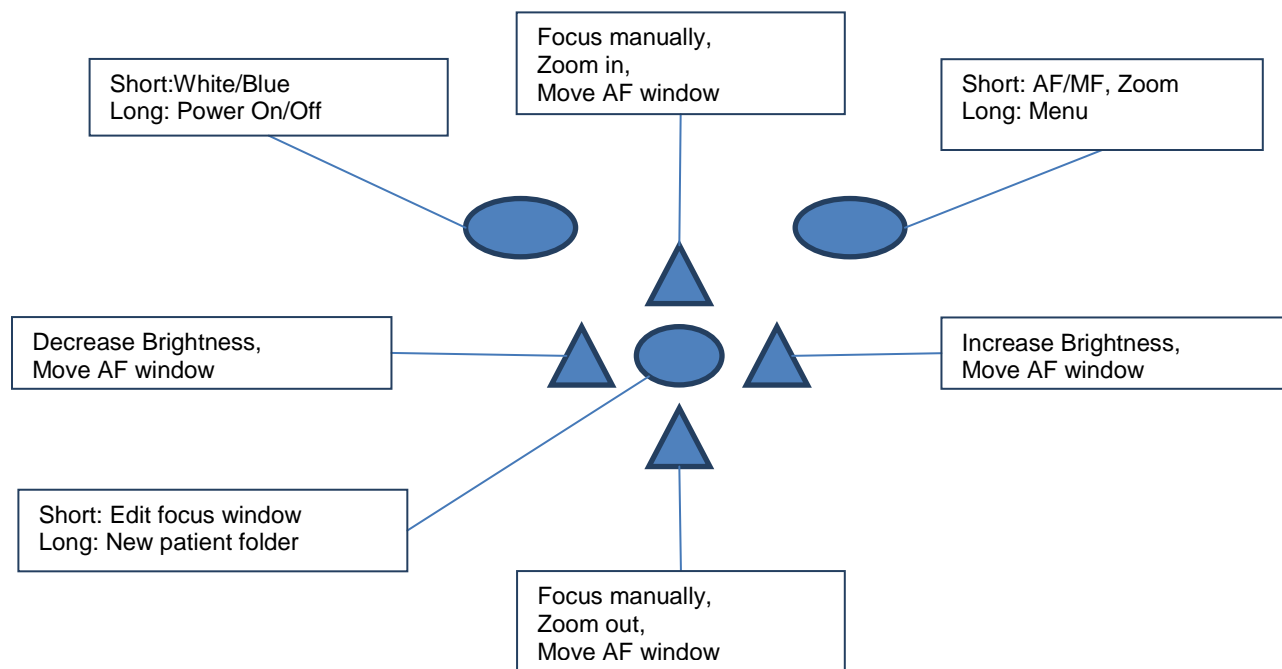 Focus manually,
Zoom in,
Move AF window
Short:White/Blue
Long: Power On/Off
Short: AF/MF, Zoom
Long: Menu
Decrease Brightness,
Move AF window
Increase Brightness,
Move AF window
Short: Edit focus window
Long: New patient folder
Focus manually,
Zoom out,
Move AF window